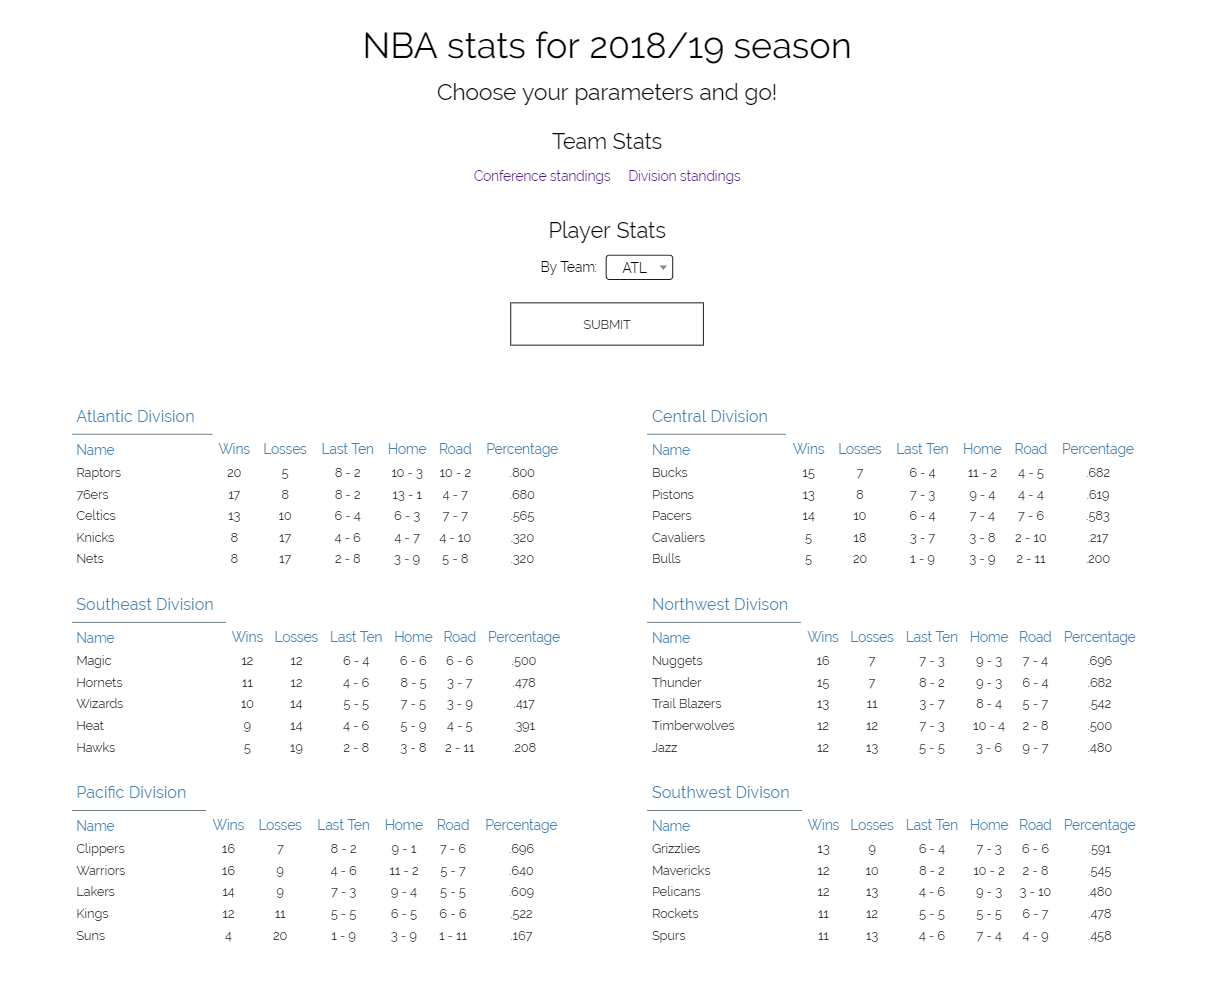 NBA stats for 2018/19 season
Choose your parameters and go!
Team Stats
Conference standings Division standings
Player Stats
By Team: ATL
SUBMIT
Atlantic Division
Name Wins Losses Last Ten Home Road Percentage
Raptors 20 5 8 - 2 10 - 3 10 - 2 .800
76ers 17 8 8 - 2 13 - 1 4 - 7 .680
Celtics 13 10 6 - 4 6 - 3 7 - 7 .565
Knicks 8 17 4 - 6 4 - 7 4 - 10 .320
Nets 8 17 2 - 8 3 - 9 5 - 8 .320
Central Division
Name Wins Losses Last Ten Home Road Percentage
Bucks 15 7 6 - 4 11 - 2 4 - 5 .682
Pistons 13 8 7 - 3 9 - 4 4 - 4 .619
Pacers 14 10 6 - 4 7 - 4 7 - 6 .583
Cavaliers 5 18 3 - 7 3 - 8 2 - 10 .217
Bulls 5 20 1 - 9 3 - 9 2 - 11 .200
Southeast Division
Name Wins Losses Last Ten Home Road Percentage
Magic 12 12 6 - 4 6 - 6 6 - 6 .500
Hornets 11 12 4 - 6 8 - 5 3 - 7 .478
Wizards 10 14 5 - 5 7 - 5 3 - 9 .417
Heat 9 14 4 - 6 5 - 9 4 - 5 .391
Hawks 5 19 2 - 8 3 - 8 2 - 11 .208
Northwest Divison
Name Wins Losses Last Ten Home Road Percentage
Nuggets 16 7 7 - 3 9 - 3 7 - 4 .696
Thunder 15 7 8 - 2 9 - 3 6 - 4 .682
Trail Blazers 13 11 3 - 7 8 - 4 5 - 7 .542
Timberwolves 12 12 7 - 3 10 - 4 2 - 8 .500
Jazz 12 13 5 - 5 3 - 6 9 - 7 .480
Pacific Division
Name Wins Losses Last Ten Home Road Percentage
Clippers 16 7 8 - 2 9 - 1 7 - 6 .696
Warriors 16 9 4 - 6 11 - 2 5 - 7 .640
Lakers 14 9 7 - 3 9 - 4 5 - 5 .609
Kings 12 11 5 - 5 6 - 5 6 - 6 .522
Suns 4 20 1 - 9 3 - 9 1 - 11 .167
Southwest Divison
Name Wins Losses Last Ten Home Road Percentage
Grizzlies 13 9 6 - 4 7 - 3 6 - 6 .591
Mavericks 12 10 8 - 2 10 - 2 2 - 8 .545
Pelicans 12 13 4 - 6 9 - 3 3 - 10 .480
Rockets 11 12 5 - 5 5 - 5 6 - 7 .478
Spurs 11 13 4 - 6 7 - 4 4 - 9 .458